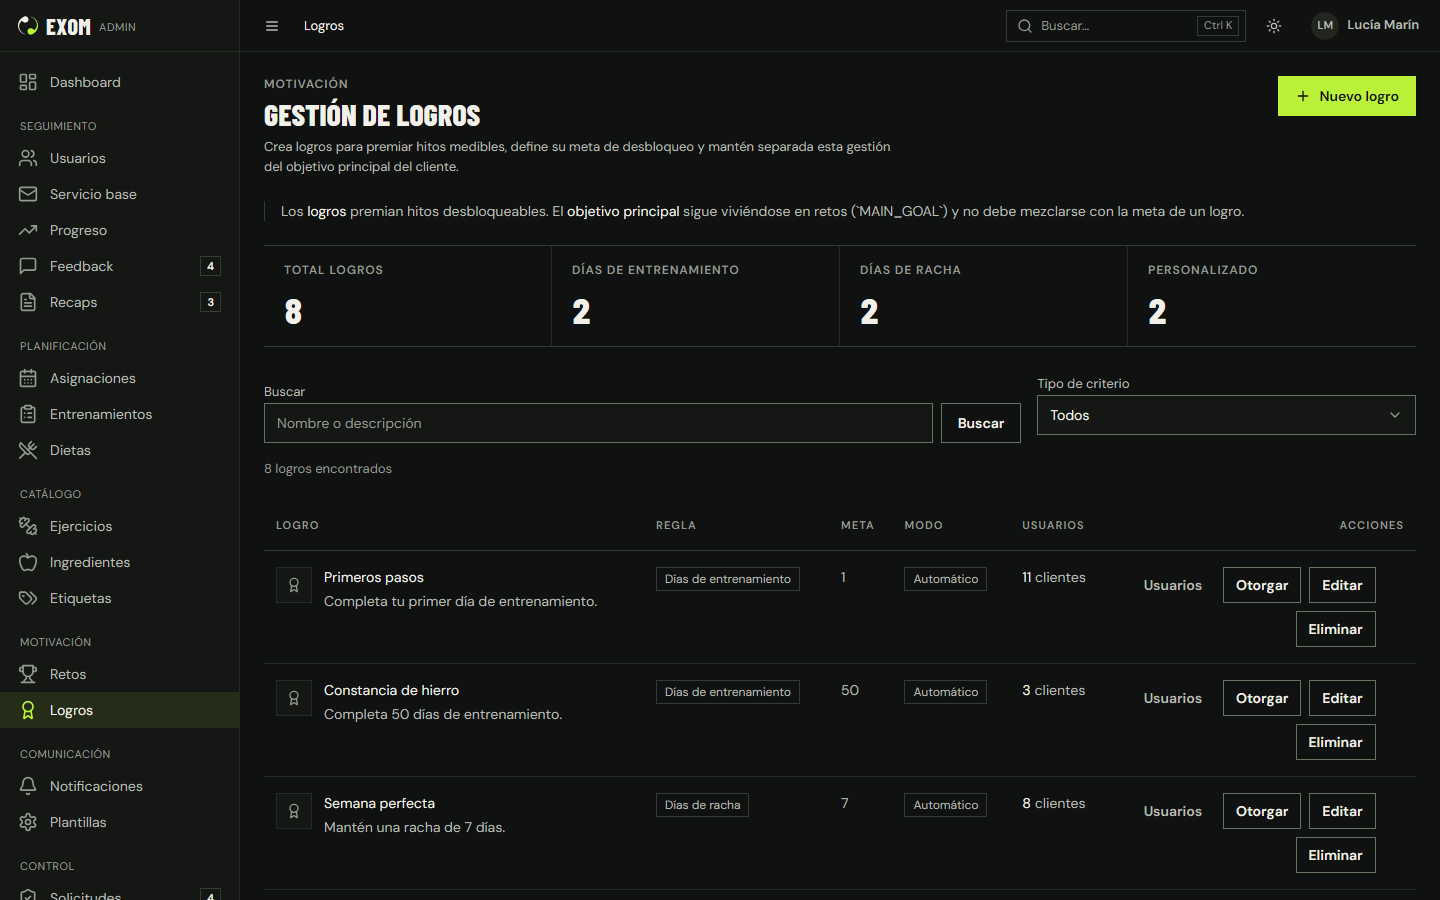 EXOM ADMIN
Logros
Buscar...
Ctrl K
LM
Lucía Marín
Dashboard
SEGUIMIENTO
Usuarios
Servicio base
Progreso
Feedback 4
Recaps 3
PLANIFICACIÓN
Asignaciones
Entrenamientos
Dietas
CATÁLOGO
Ejercicios
Ingredientes
Etiquetas
MOTIVACIÓN
Retos
Logros
COMUNICACIÓN
Notificaciones
Plantillas
CONTROL
Solicitudes 4
MOTIVACIÓN
GESTIÓN DE LOGROS
Crea logros para premiar hitos medibles, define su meta de desbloqueo y mantén separada esta gestión
del objetivo principal del cliente.
Nuevo logro
Los logros premian hitos desbloqueables. El objetivo principal sigue viviéndose en retos (`MAIN_GOAL`) y no debe mezclarse con la meta de un logro.
TOTAL LOGROS
8
DÍAS DE ENTRENAMIENTO
2
DÍAS DE RACHA
2
PERSONALIZADO
2
Buscar
Nombre o descripción
Buscar
Tipo de criterio
Todos
8 logros encontrados
LOGRO REGLA META MODO USUARIOS ACCIONES
Primeros pasos
Completa tu primer día de entrenamiento.
Días de entrenamiento 1 Automático 11 clientes Usuarios Otorgar Editar
Eliminar
Constancia de hierro
Completa 50 días de entrenamiento.
Días de entrenamiento 50 Automático 3 clientes Usuarios Otorgar Editar
Eliminar
Semana perfecta
Mantén una racha de 7 días.
Días de racha 7 Automático 8 clientes Usuarios Otorgar Editar
Eliminar